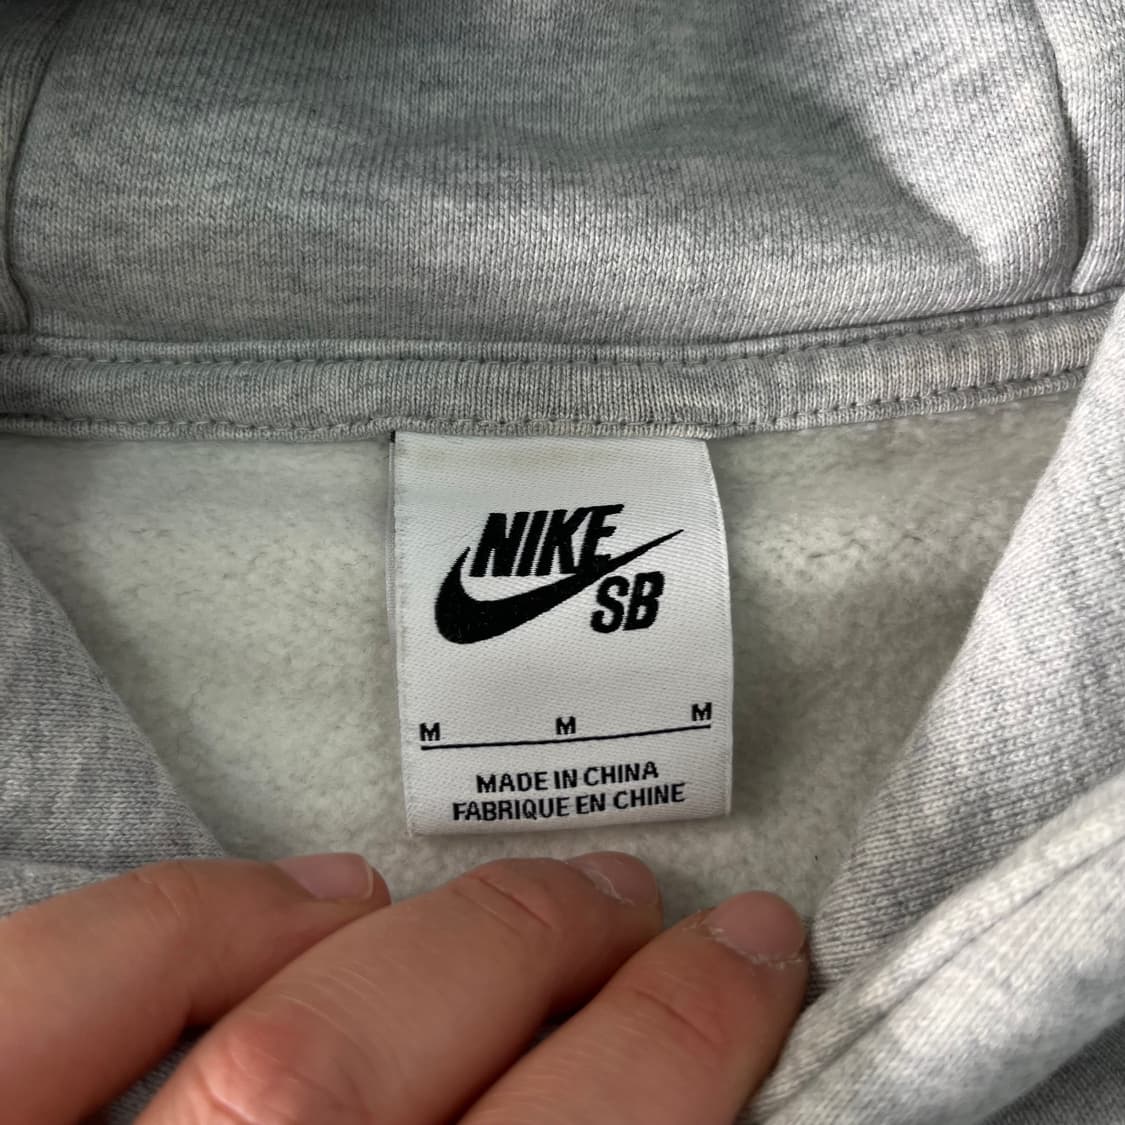 NIKE
SB
M M M
MADE IN CHINA
FABRIQUE EN CHINE